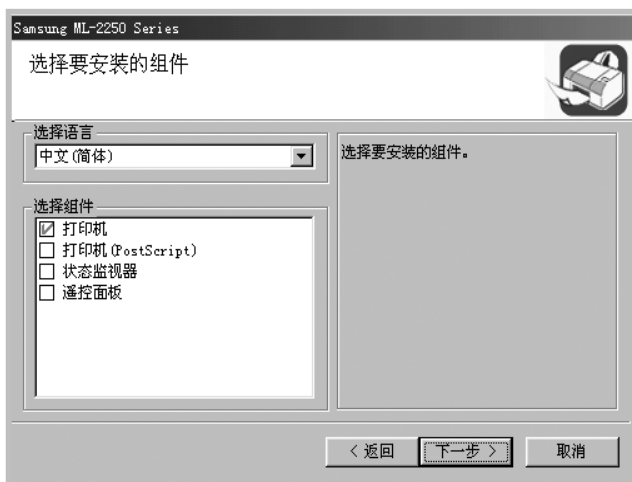 Samsung ML-2250 Series
选择要安装的组件
选择语言
中文(简体)
选择要安装的组件。
选择组件
打印机
打印机(PostScript)
状态监视器
遥控面板
< 返回
下一步 >
取消